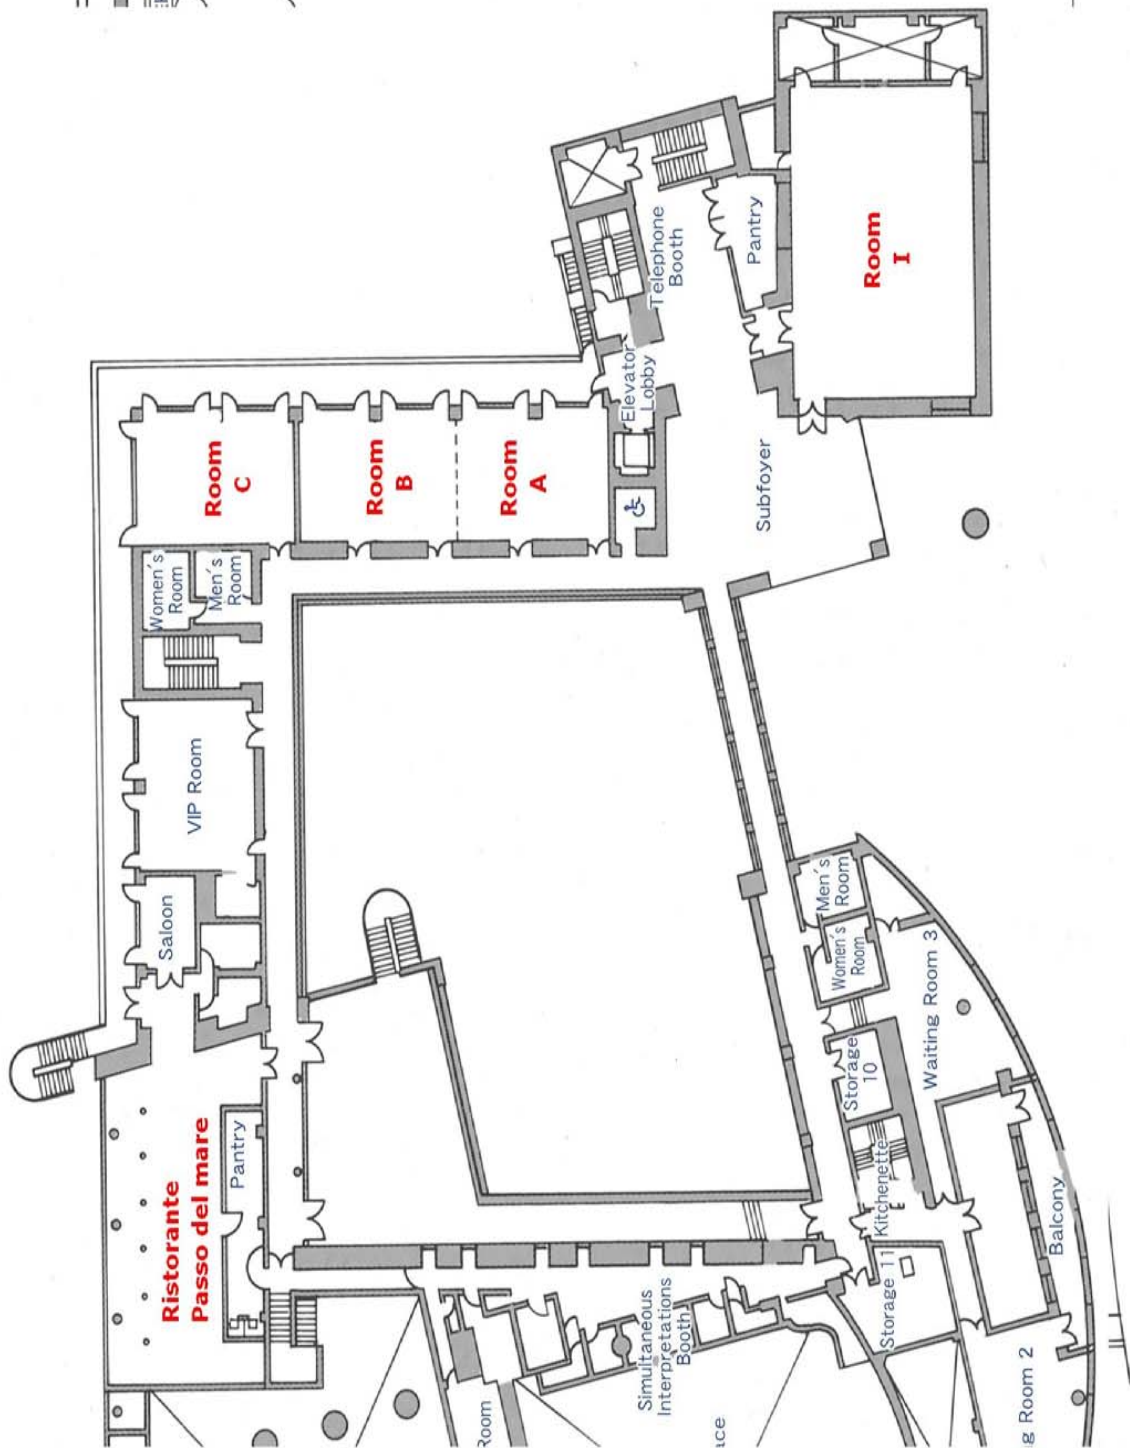 Room
I
Pantry
Telephone
Booth
Elevator
Lobby
Subfoyer
Room
A
Room
B
Room
C
Women's
Room
Men's
Room
VIP Room
Saloon
Ristorante
Passo del mare
Pantry
Men's
Room
Women's
Room
Waiting Room 3
Storage
10
Kitchenette
Storage 11
Balcony
Simultaneous
Interpretations
Booth
Room
g Room 2